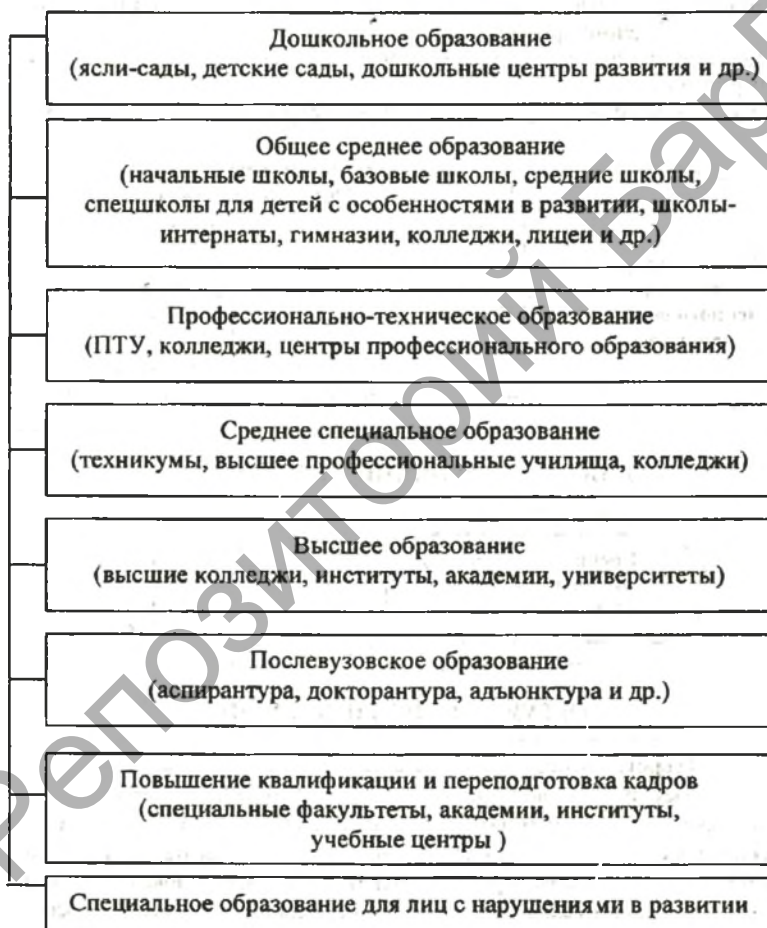 Дошкольное образование
(ясли-сады, детские сады, дошкольные центры развития и др.)
Общее среднее образование
(начальные школы, базовые школы, средние школы,
спецшколы для детей с особенностями в развитии, школы-
интернаты, гимназии, колледжи, лицеи и др.)
Профессионально-техническое образование
(ПТУ, колледжи, центры профессионального образования)
Среднее специальное образование
(техникумы, высшее профессиональные училища, колледжи)
Высшее образование
(высшие колледжи, институты, академии, университеты)
Послевузовское образование
(аспирантура, докторантура, адъюнктура и др.)
Повышение квалификации и переподготовка кадров
(специальные факультеты, академии, институты,
учебные центры )
Специальное образование для лиц с нарушениями в развитии
Репозиторий